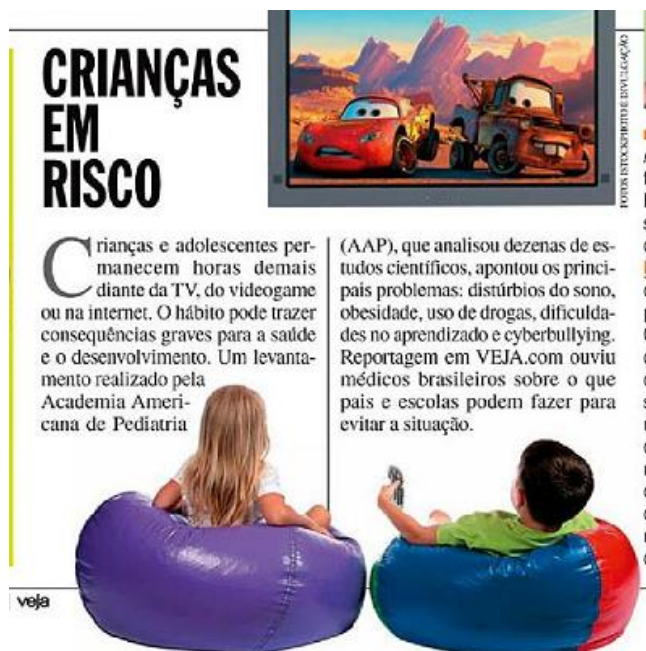 CRIANÇAS
EM
RISCO
FOTOS ISTOCKPHOTO E DIVULGAÇÃO
Crianças e adolescentes per-
manecem horas demais
diante da TV, do videogame
ou na internet. O hábito pode trazer
consequências graves para a saúde
e o desenvolvimento. Um levanta-
mento realizado pela
Academia Ameri-
cana de Pediatria
(AAP), que analisou dezenas de es-
tudos científicos, apontou os princi-
pais problemas: distúrbios do sono,
obesidade, uso de drogas, dificulda-
des no aprendizado e cyberbullying.
Reportagem em VEJA.com ouviu
médicos brasileiros sobre o que
pais e escolas podem fazer para
evitar a situação.
veja